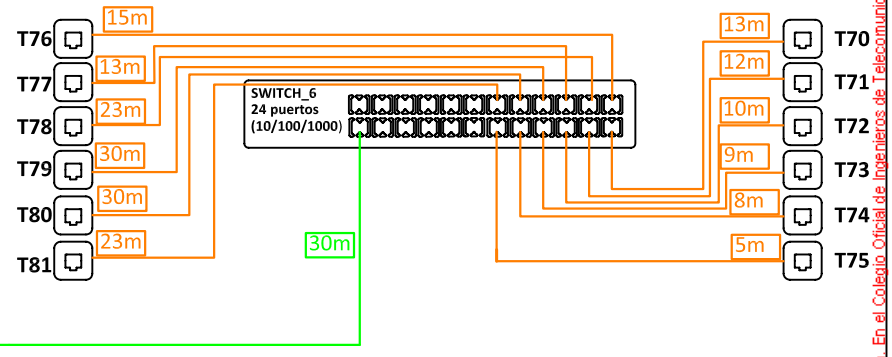 T76 15m
T77 13m
T78 23m
T79 30m
T80 30m
T81 23m
SWITCH_6
24 puertos
(10/100/1000)
30m
13m T70
12m T71
10m T72
9m T73
8m T74
5m T75
. En el Colegio Oficial de Ingenieros de Telecomuni